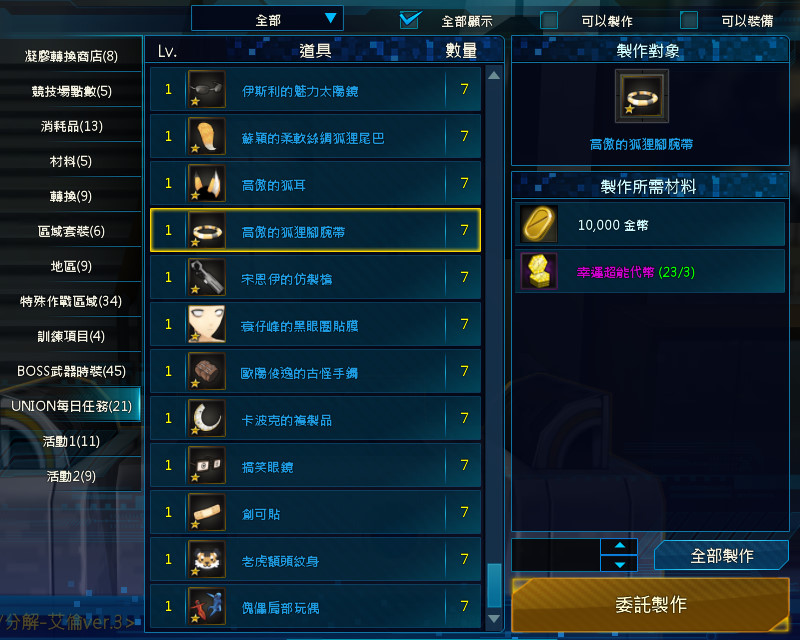 全部
全部顯示
可以製作
可以裝備
凝膠轉換商店(8)
競技場點數(5)
消耗品(13)
材料(5)
轉換(9)
區域套裝(6)
地區(9)
特殊作戰區域(34)
訓練項目(4)
BOSS武器時裝(45)
UNION每日任務(21)
活動1(11)
活動2(9)
Lv. 道具 數量
1 伊斯利的魅力太陽鏡 7
1 蘇穎的柔軟絲綢狐狸尾巴 7
1 高傲的狐耳 7
1 高傲的狐狸腳腕帶 7
1 宋恩伊的仿製槍 7
1 袁仔峰的黑眼圈貼膜 7
1 歐陽俊逸的古怪手鐲 7
1 卡波克的複製品 7
1 搞笑眼鏡 7
1 創可貼 7
1 老虎額頭紋身 7
1 傀儡肩部玩偶 7
製作對象
高傲的狐狸腳腕帶
製作所需材料
10,000 金幣
幸運超能代幣 (23/3)
全部製作
委託製作
/分解-艾倫ver.3>